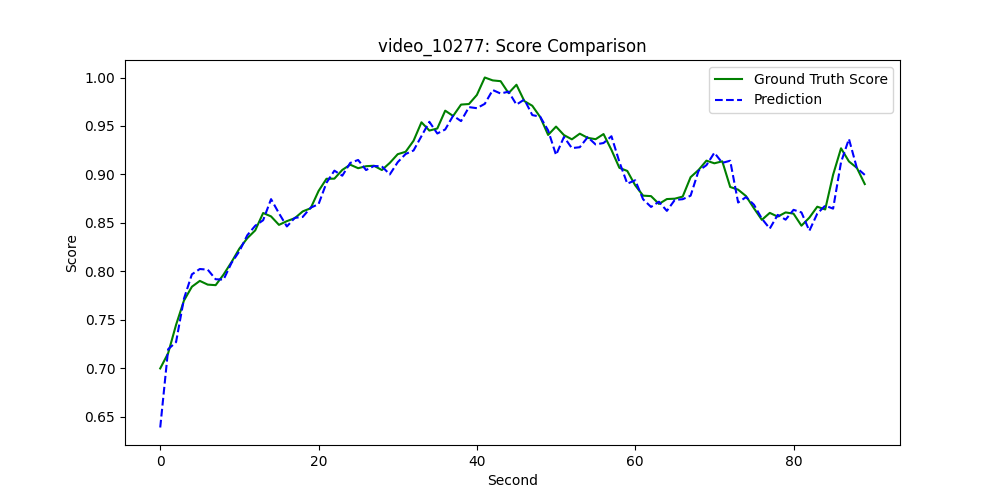 video_10277: Score Comparison
Ground Truth Score
Prediction
1.00
0.95
0.90
0.85
0.80
0.75
0.70
0.65
Score
0 20 40 60 80
Second